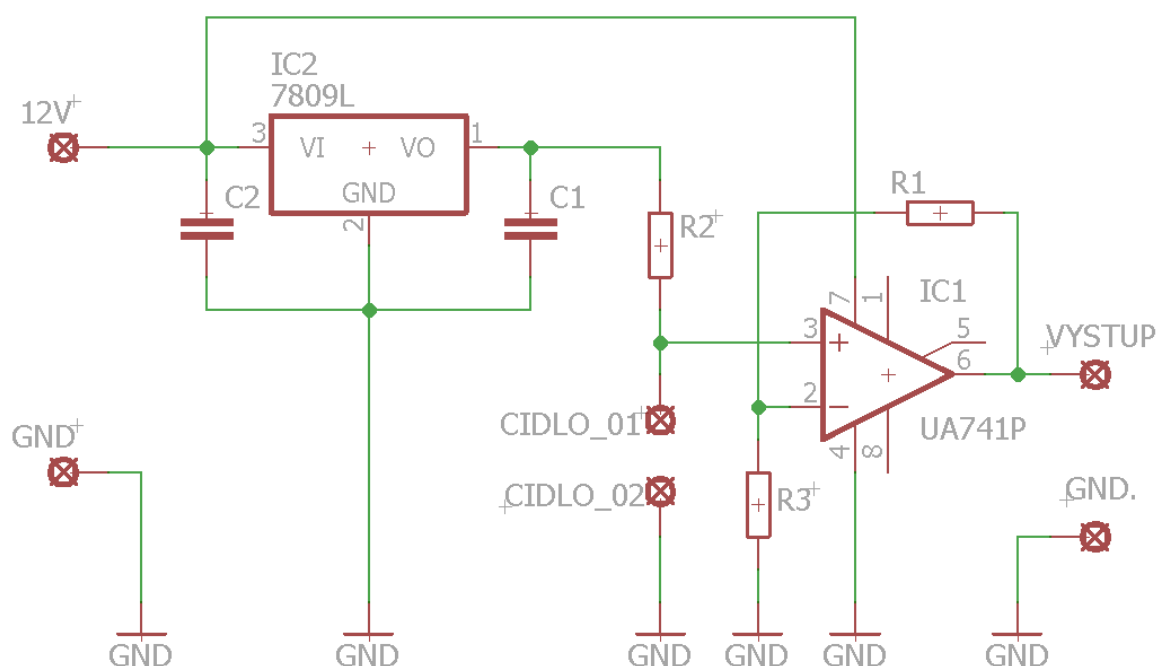 IC2
7809L
12V
3
VI
VO
1
GND
2
C2
C1
R2
R1
7
1
IC1
5
3
6
VYSTUP
2
UA741P
4
8
CIDLO_01
GND
CIDLO_02
R3
GND.
GND
GND
GND
GND
GND
GND